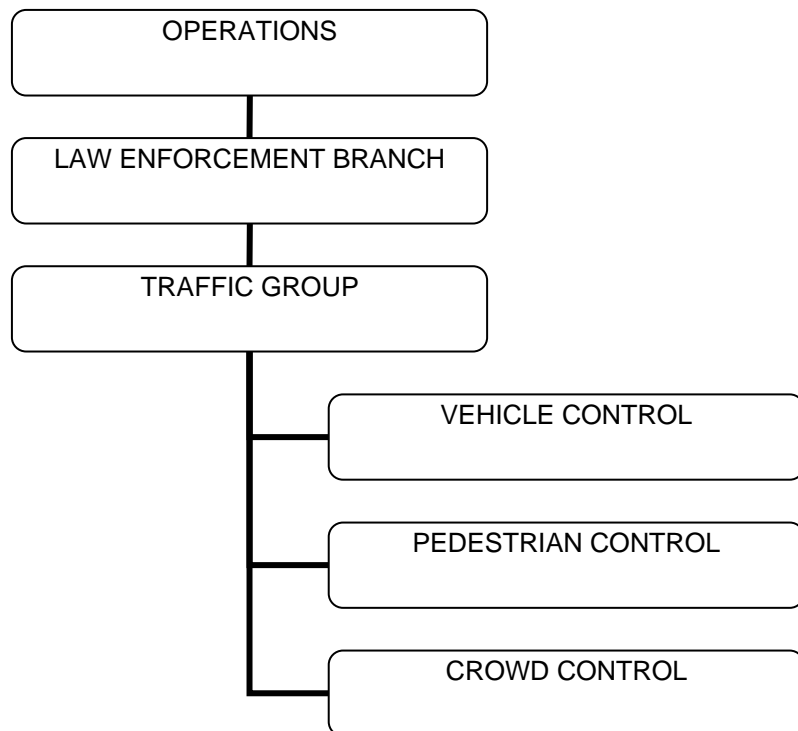 OPERATIONS
LAW ENFORCEMENT BRANCH
TRAFFIC GROUP
VEHICLE CONTROL
PEDESTRIAN CONTROL
CROWD CONTROL